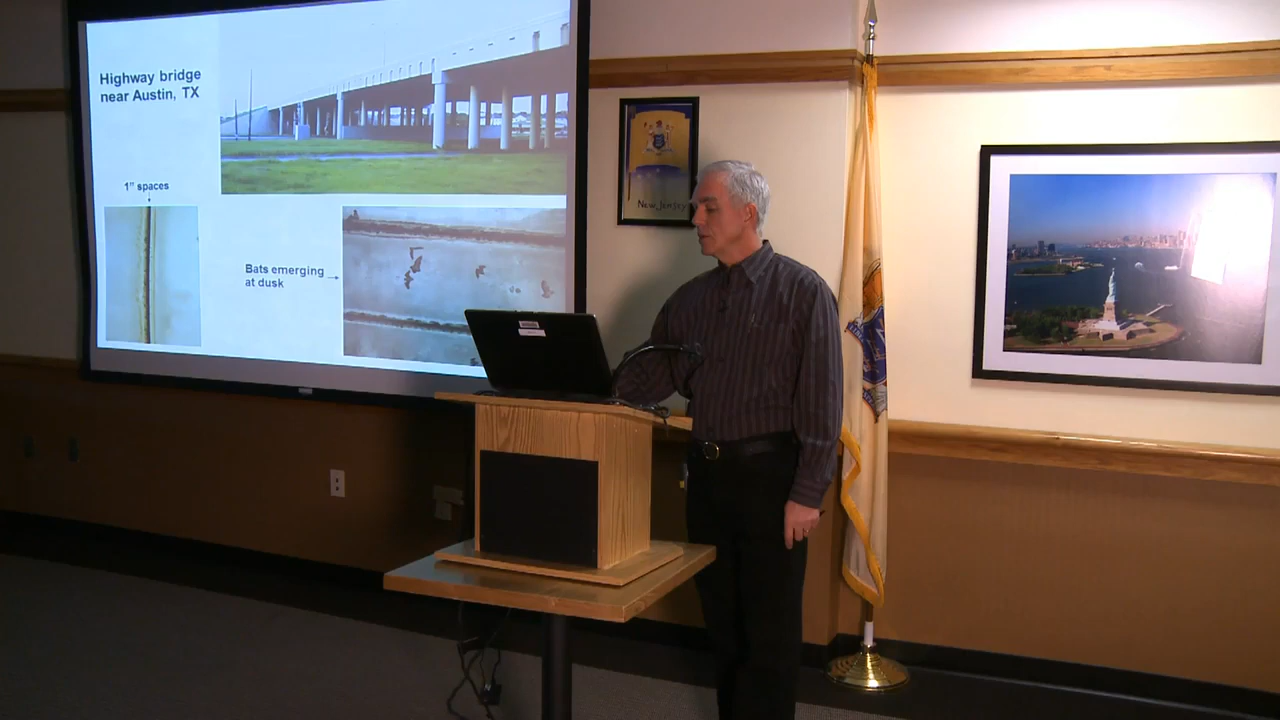 Highway bridge
near Austin, TX
1" spaces
Bats emerging
at dusk
New Jersey